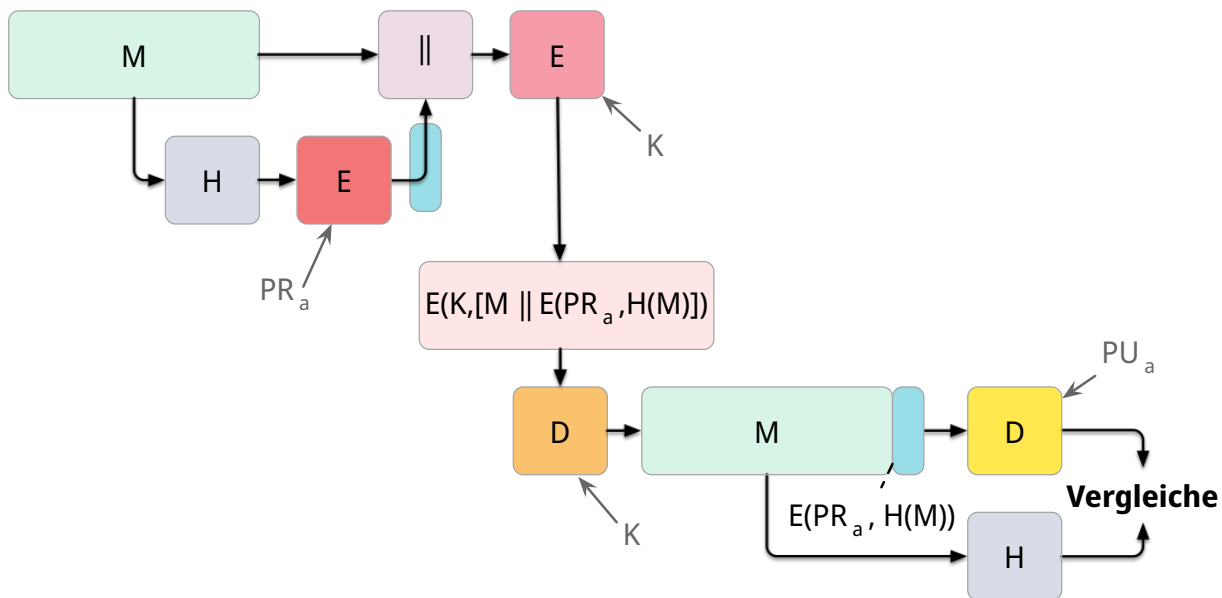 M
||
E
K
H
E
PR a
E(K,[M || E(PR a ,H(M)])
PU a
D
M
D
K
E(PR a , H(M))
Vergleiche
H